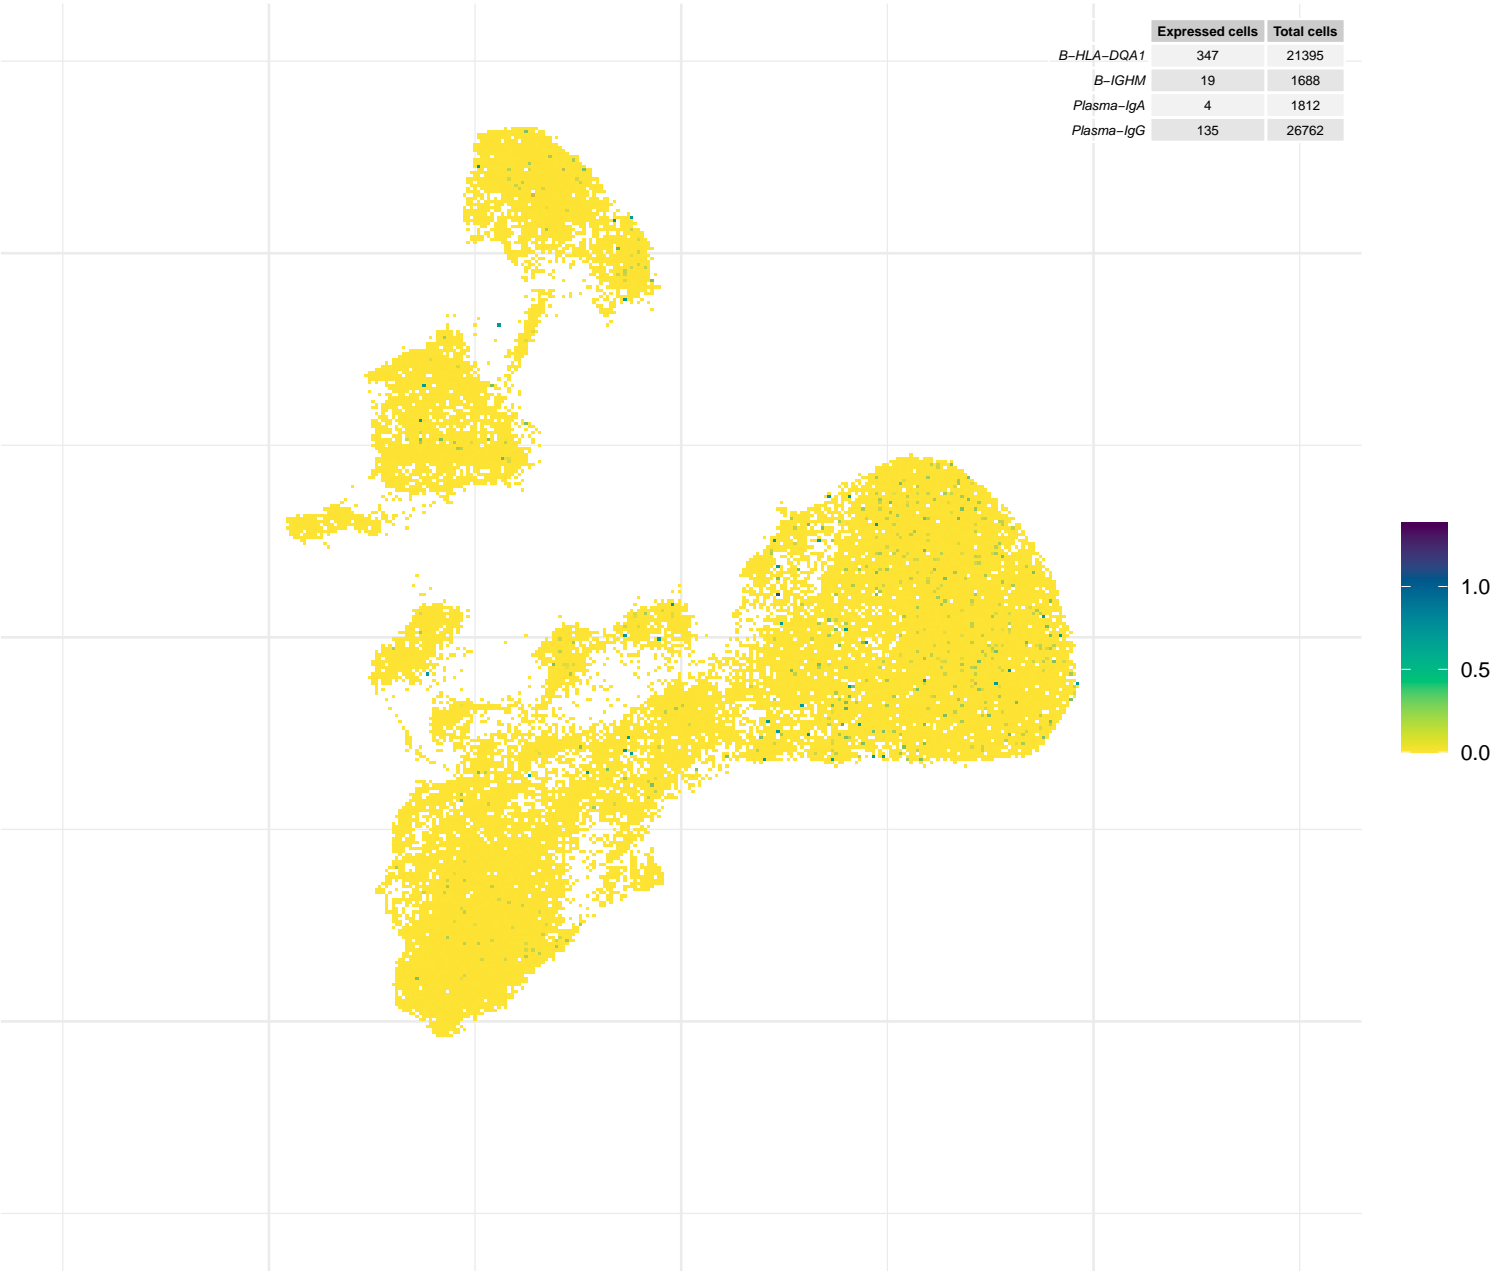 Expressed cells Total cells
B−HLA−DQA1 347 21395
B−IGHM 19 1688
Plasma−IgA 4 1812
Plasma−IgG 135 26762
1.0
0.5
0.0